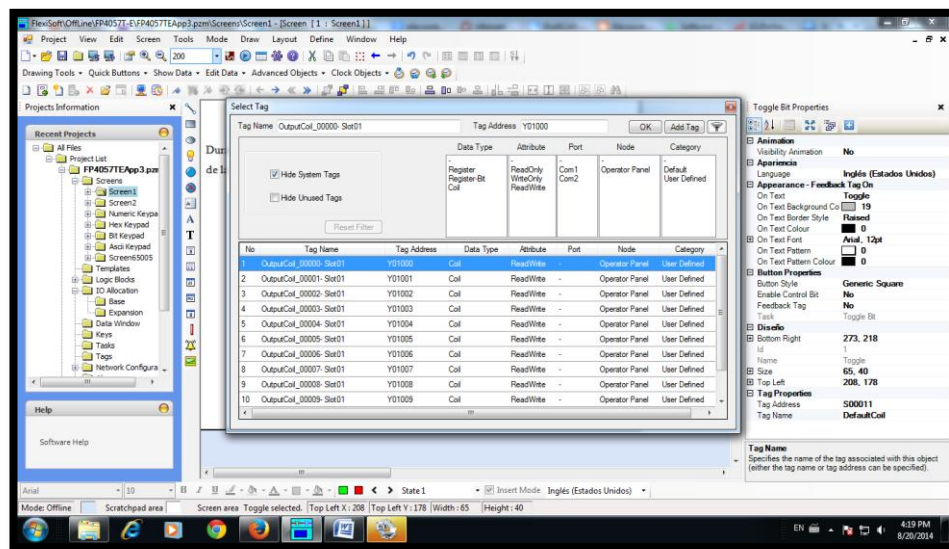 FlexiSoft\OffLine\FP4057T-E\FP4057TEApp3.pzm\Screens\Screen1 - [Screen [ 1 : Screen1 ]]
Project View Edit Screen Tools Mode Draw Layout Define Window Help
200
Drawing Tools Quick Buttons Show Data Edit Data Advanced Objects Clock Objects
Projects Information
Recent Projects
All Files
Project List
FP4057TEApp3.pzm
Screens
Screen1
Screen2
Numeric Keypa
Hex Keypad
Bit Keypad
Ascii Keypad
Screen65005
Templates
Logic Blocks
IO Allocation
Base
Expansion
Data Window
Keys
Tasks
Tags
Network Configura
Help
Software Help
Select Tag
Tag Name OutputCoil_00000- Slot01 Tag Address Y01000 OK Add Tag
Hide System Tags
Hide Unused Tags
Reset Filter
Data Type Attribute Port Node Category
- - - - -
Register ReadOnly Com1 Operator Panel Default
Register-Bit WriteOnly Com2 User Defined
Coil ReadWrite
No Tag Name Tag Address Data Type Attribute Port Node Category
1 OutputCoil_00000- Slot01 Y01000 Coil ReadWrite - Operator Panel User Defined
2 OutputCoil_00001- Slot01 Y01001 Coil ReadWrite - Operator Panel User Defined
3 OutputCoil_00002- Slot01 Y01002 Coil ReadWrite - Operator Panel User Defined
4 OutputCoil_00003- Slot01 Y01003 Coil ReadWrite - Operator Panel User Defined
5 OutputCoil_00004- Slot01 Y01004 Coil ReadWrite - Operator Panel User Defined
6 OutputCoil_00005- Slot01 Y01005 Coil ReadWrite - Operator Panel User Defined
7 OutputCoil_00006- Slot01 Y01006 Coil ReadWrite - Operator Panel User Defined
8 OutputCoil_00007- Slot01 Y01007 Coil ReadWrite - Operator Panel User Defined
9 OutputCoil_00008- Slot01 Y01008 Coil ReadWrite - Operator Panel User Defined
10 OutputCoil_00009- Slot01 Y01009 Coil ReadWrite - Operator Panel User Defined
Toggle Bit Properties
Animation
Visibility Animation No
Apariencia
Language Inglés (Estados Unidos)
Appearance - Feedback Tag On
On Text Toggle
On Text Background Co 19
On Text Border Style Raised
On Text Colour 0
On Text Font Arial, 12pt
On Text Pattern 0
On Text Pattern Colour 0
Button Properties
Button Style Generic Square
Enable Control Bit No
Feedback Tag No
Task Toggle Bit
Diseño
Bottom Right 273, 218
Id 1
Name Toggle
Size 65, 40
Top Left 208, 178
Tag Properties
Tag Address S00011
Tag Name DefaultCoil
Tag Name
Specifies the name of the tag associated with this object
(either the tag name or tag address can be specified).
Arial 10 B I U State 1 Insert Mode Inglés (Estados Unidos)
Mode: Offline Scratchpad area Screen area Toggle selected. Top Left X : 208 Top Left Y : 178 Width : 65 Height : 40
EN 4:19 PM
8/20/2014